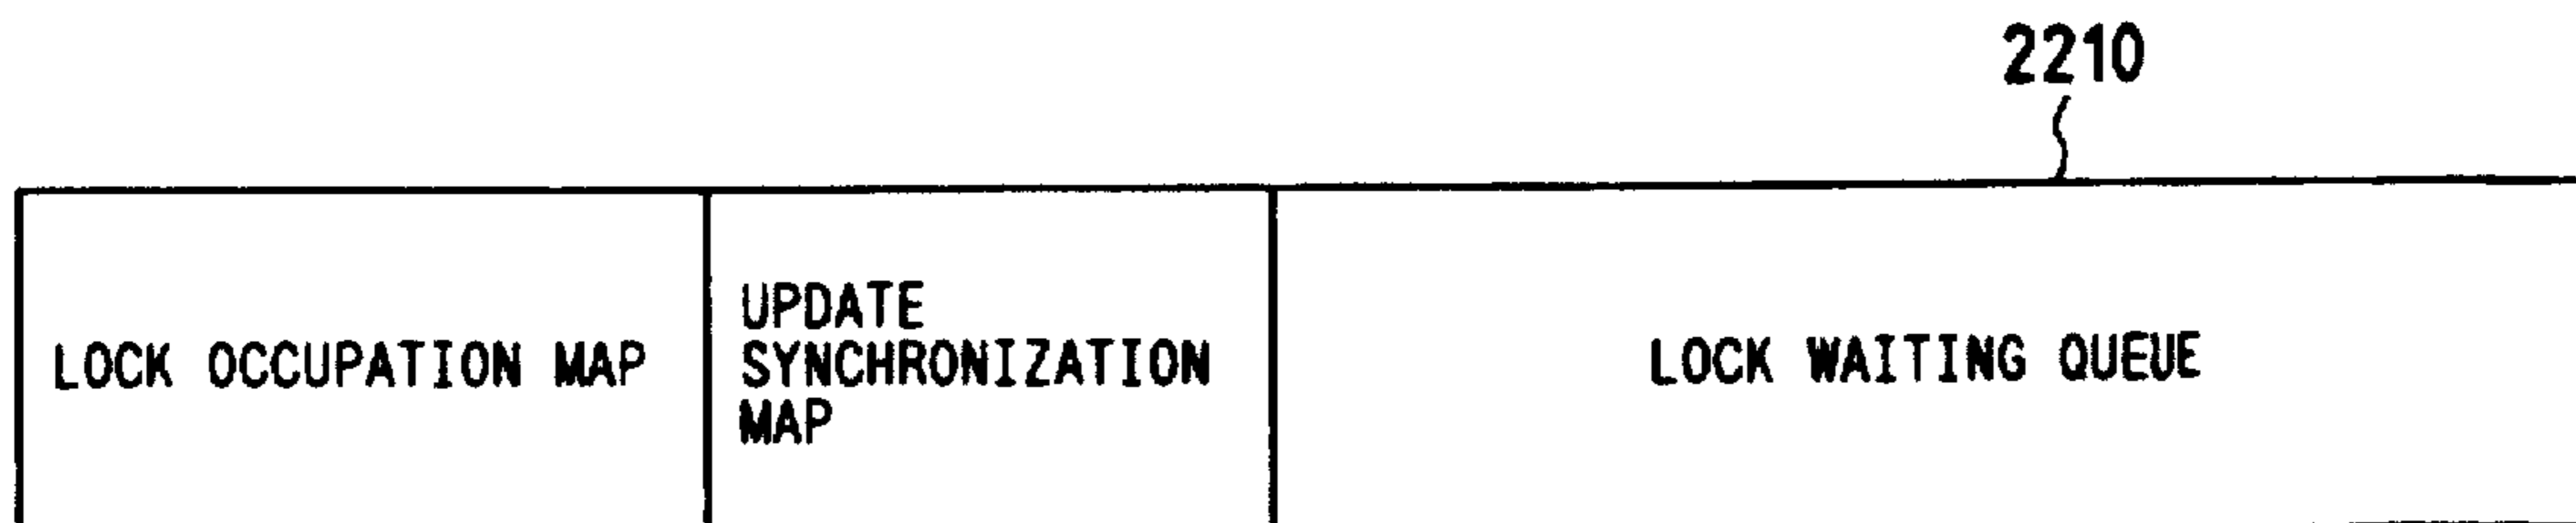 2210
LOCK OCCUPATION MAP
UPDATE
SYNCHRONIZATION
MAP
LOCK WAITING QUEUE